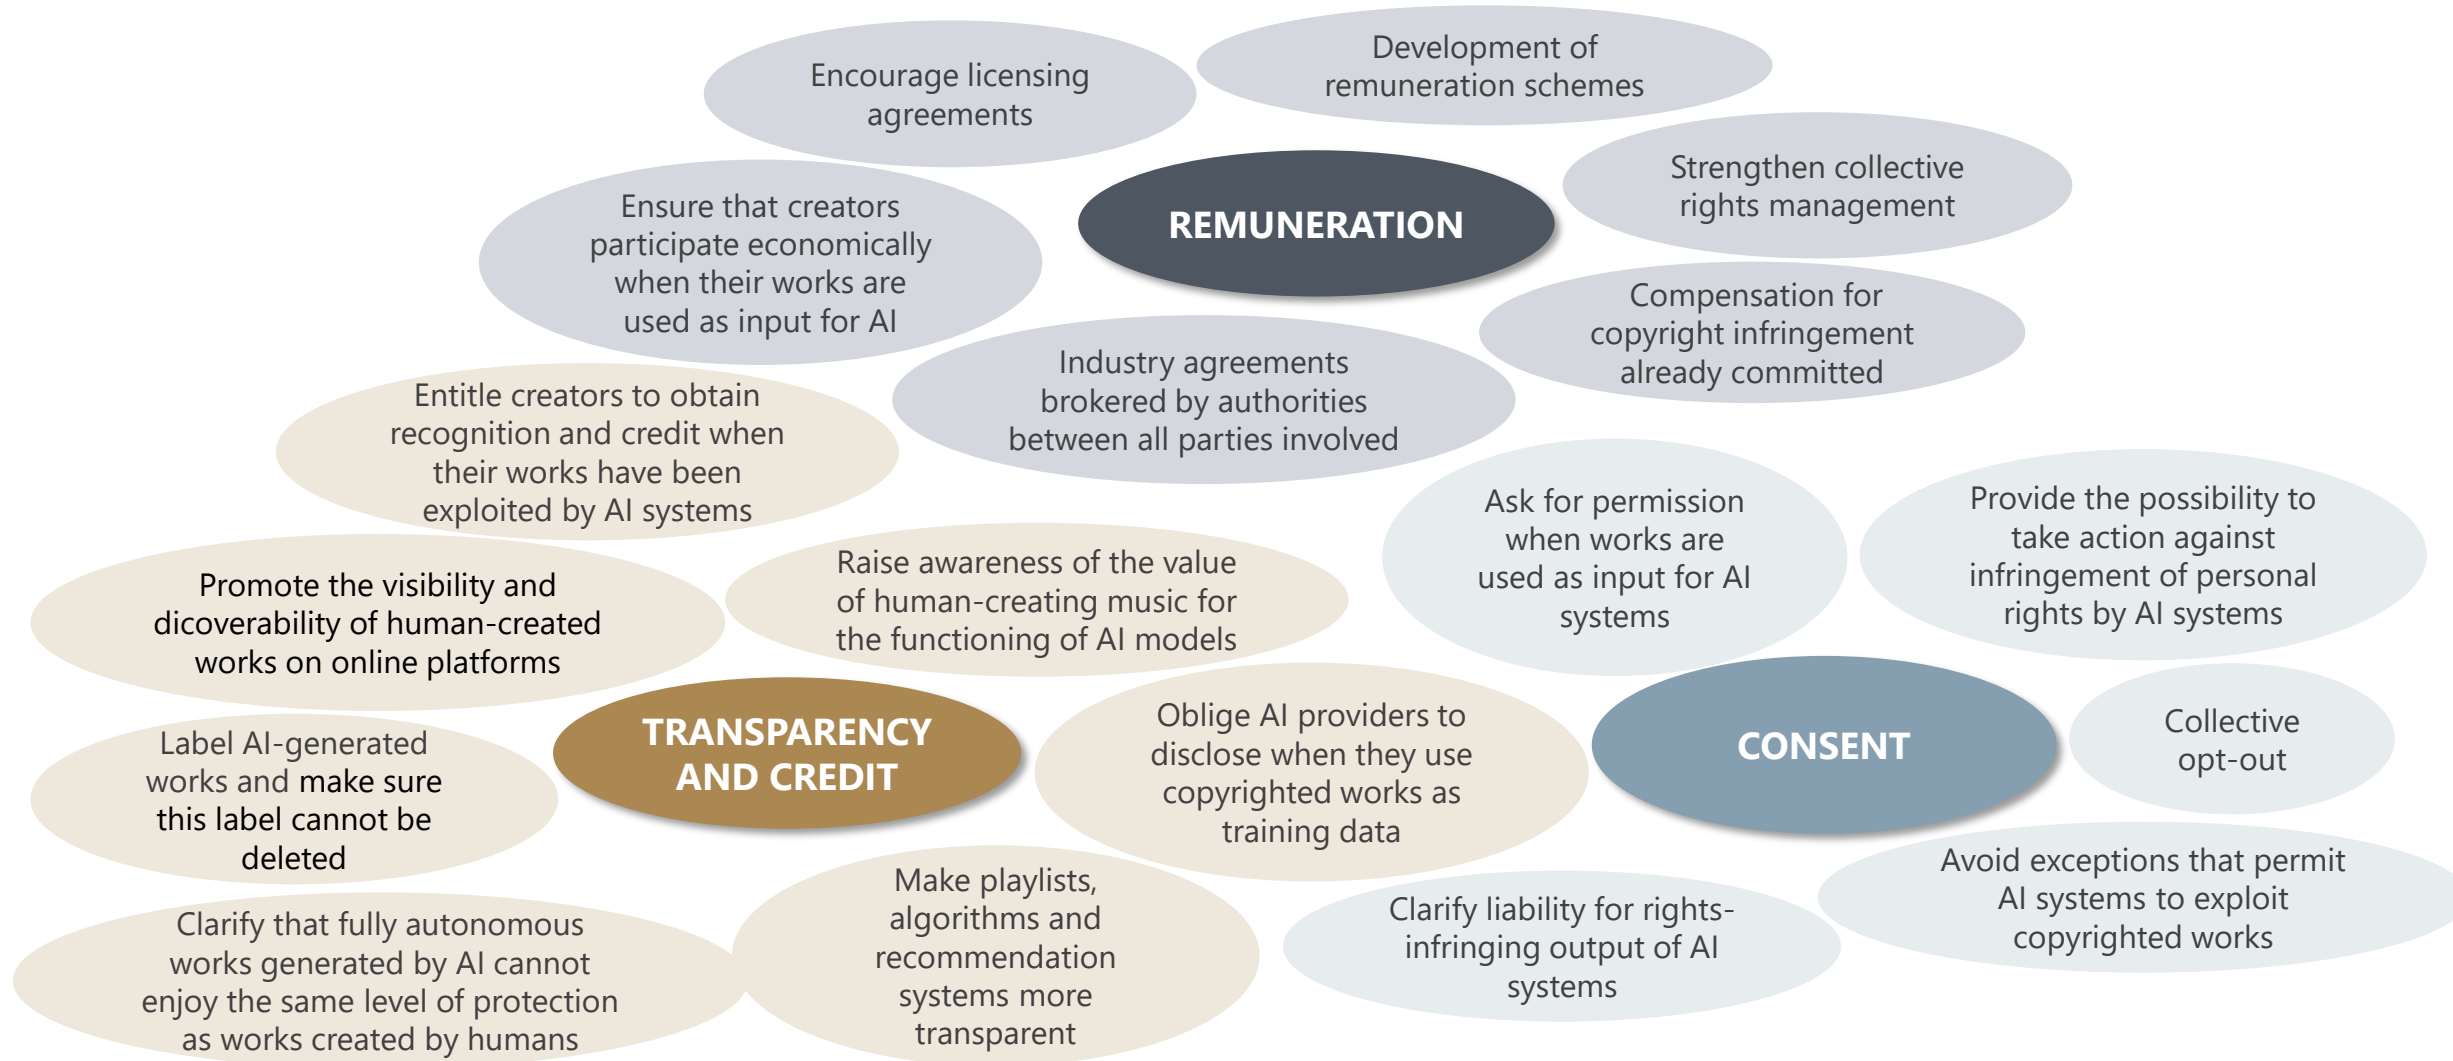 Encourage licensing
agreements
Development of
remuneration schemes
Ensure that creators
participate economically
when their works are
used as input for AI
REMUNERATION
Strengthen collective
rights management
Compensation for
copyright infringement
already committed
Industry agreements
brokered by authorities
between all parties involved
Entitle creators to obtain
recognition and credit when
their works have been
exploited by AI systems
Promote the visibility and
dicoverability of human-created
works on online platforms
Raise awareness of the value
of human-creating music for
the functioning of AI models
Ask for permission
when works are
used as input for AI
systems
Provide the possibility to
take action against
infringement of personal
rights by AI systems
Label AI-generated
works and make sure
this label cannot be
deleted
TRANSPARENCY
AND CREDIT
Oblige AI providers to
disclose when they use
copyrighted works as
training data
CONSENT
Collective
opt-out
Clarify that fully autonomous
works generated by AI cannot
enjoy the same level of protection
as works created by humans
Make playlists,
algorithms and
recommendation
systems more
transparent
Clarify liability for rights-
infringing output of AI
systems
Avoid exceptions that permit
AI systems to exploit
copyrighted works